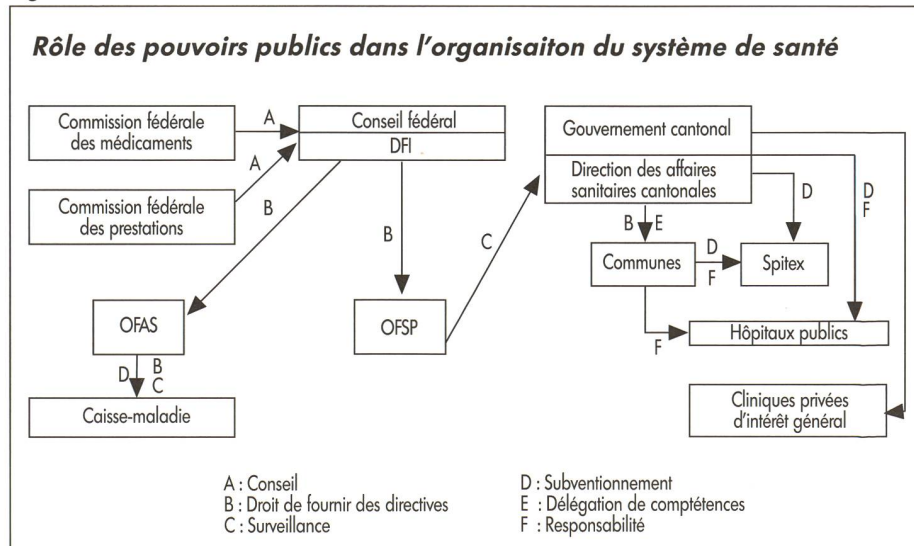 Rôle des pouvoirs publics dans l'organisaiton du système de santé
Commission fédérale
des médicaments
A
Conseil fédéral
DFI
Gouvernement cantonal
Direction des affaires
sanitaires cantonales
A
Commission fédérale
des prestations
B
B
C
B E
D
D
F
Communes
D
F
Spitex
OFAS
OFSP
F
Hôpitaux publics
D B
C
Caisse-maladie
Cliniques privées
d'intérêt général
A : Conseil
B : Droit de fournir des directives
C : Surveillance
D : Subventionnement
E : Délégation de comptétences
F : Responsabilité